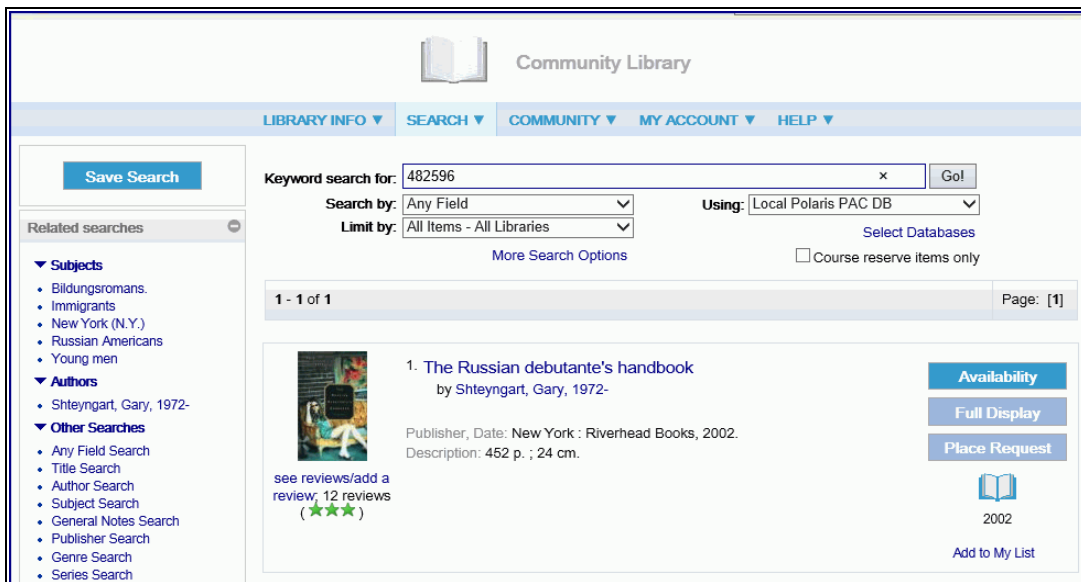 Community Library
LIBRARY INFO ▼ SEARCH ▼ COMMUNITY ▼ MY ACCOUNT ▼ HELP ▼
Save Search
Related searches
Subjects
Bildungsromans.
Immigrants
New York (N.Y.)
Russian Americans
Young men
Authors
Shteyngart, Gary, 1972-
Other Searches
Any Field Search
Title Search
Author Search
Subject Search
General Notes Search
Publisher Search
Genre Search
Series Search
Keyword search for: 482596 × Go!
Search by: Any Field Using: Local Polaris PAC DB
Limit by: All Items - All Libraries Select Databases
More Search Options Course reserve items only
1 - 1 of 1 Page: [1]
1. The Russian debutante's handbook
by Shteyngart, Gary, 1972-
Publisher, Date: New York : Riverhead Books, 2002.
Description: 452 p. ; 24 cm.
see reviews/add a
review; 12 reviews
( ★★★ )
Availability
Full Display
Place Request
2002
Add to My List